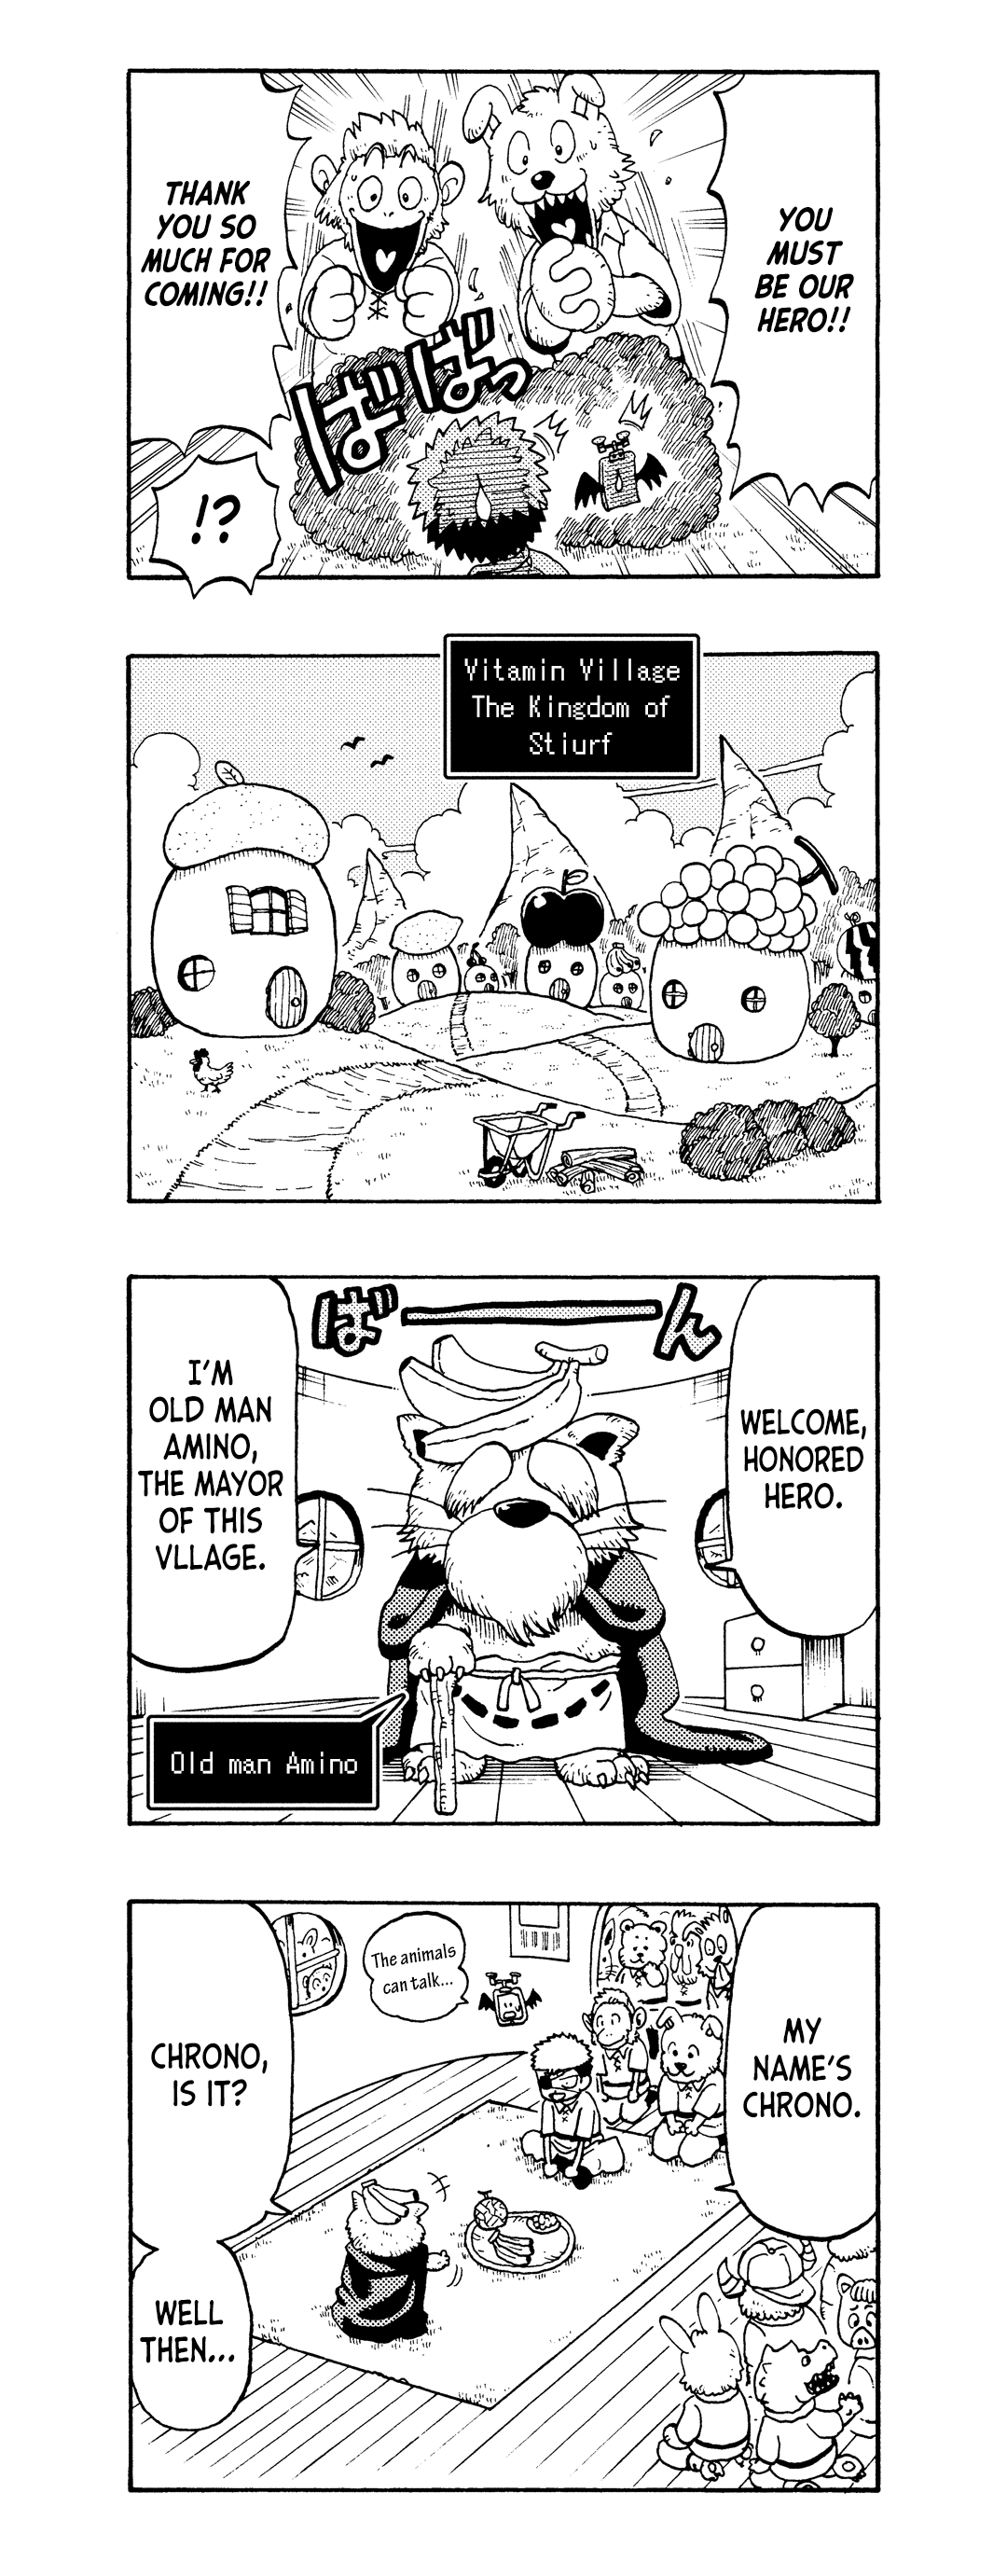 YOU
MUST
BE OUR
HERO!!
THANK
YOU SO
MUCH FOR
COMING!!
ばばっ
!?
Vitamin Village
The Kingdom of
Stiurf
ばーん
WELCOME,
HONORED
HERO.
I'M
OLD MAN
AMINO,
THE MAYOR
OF THIS
VLLAGE.
Old man Amino
MY
NAME'S
CHRONO.
The animals
can talk...
CHRONO,
IS IT?
WELL
THEN...